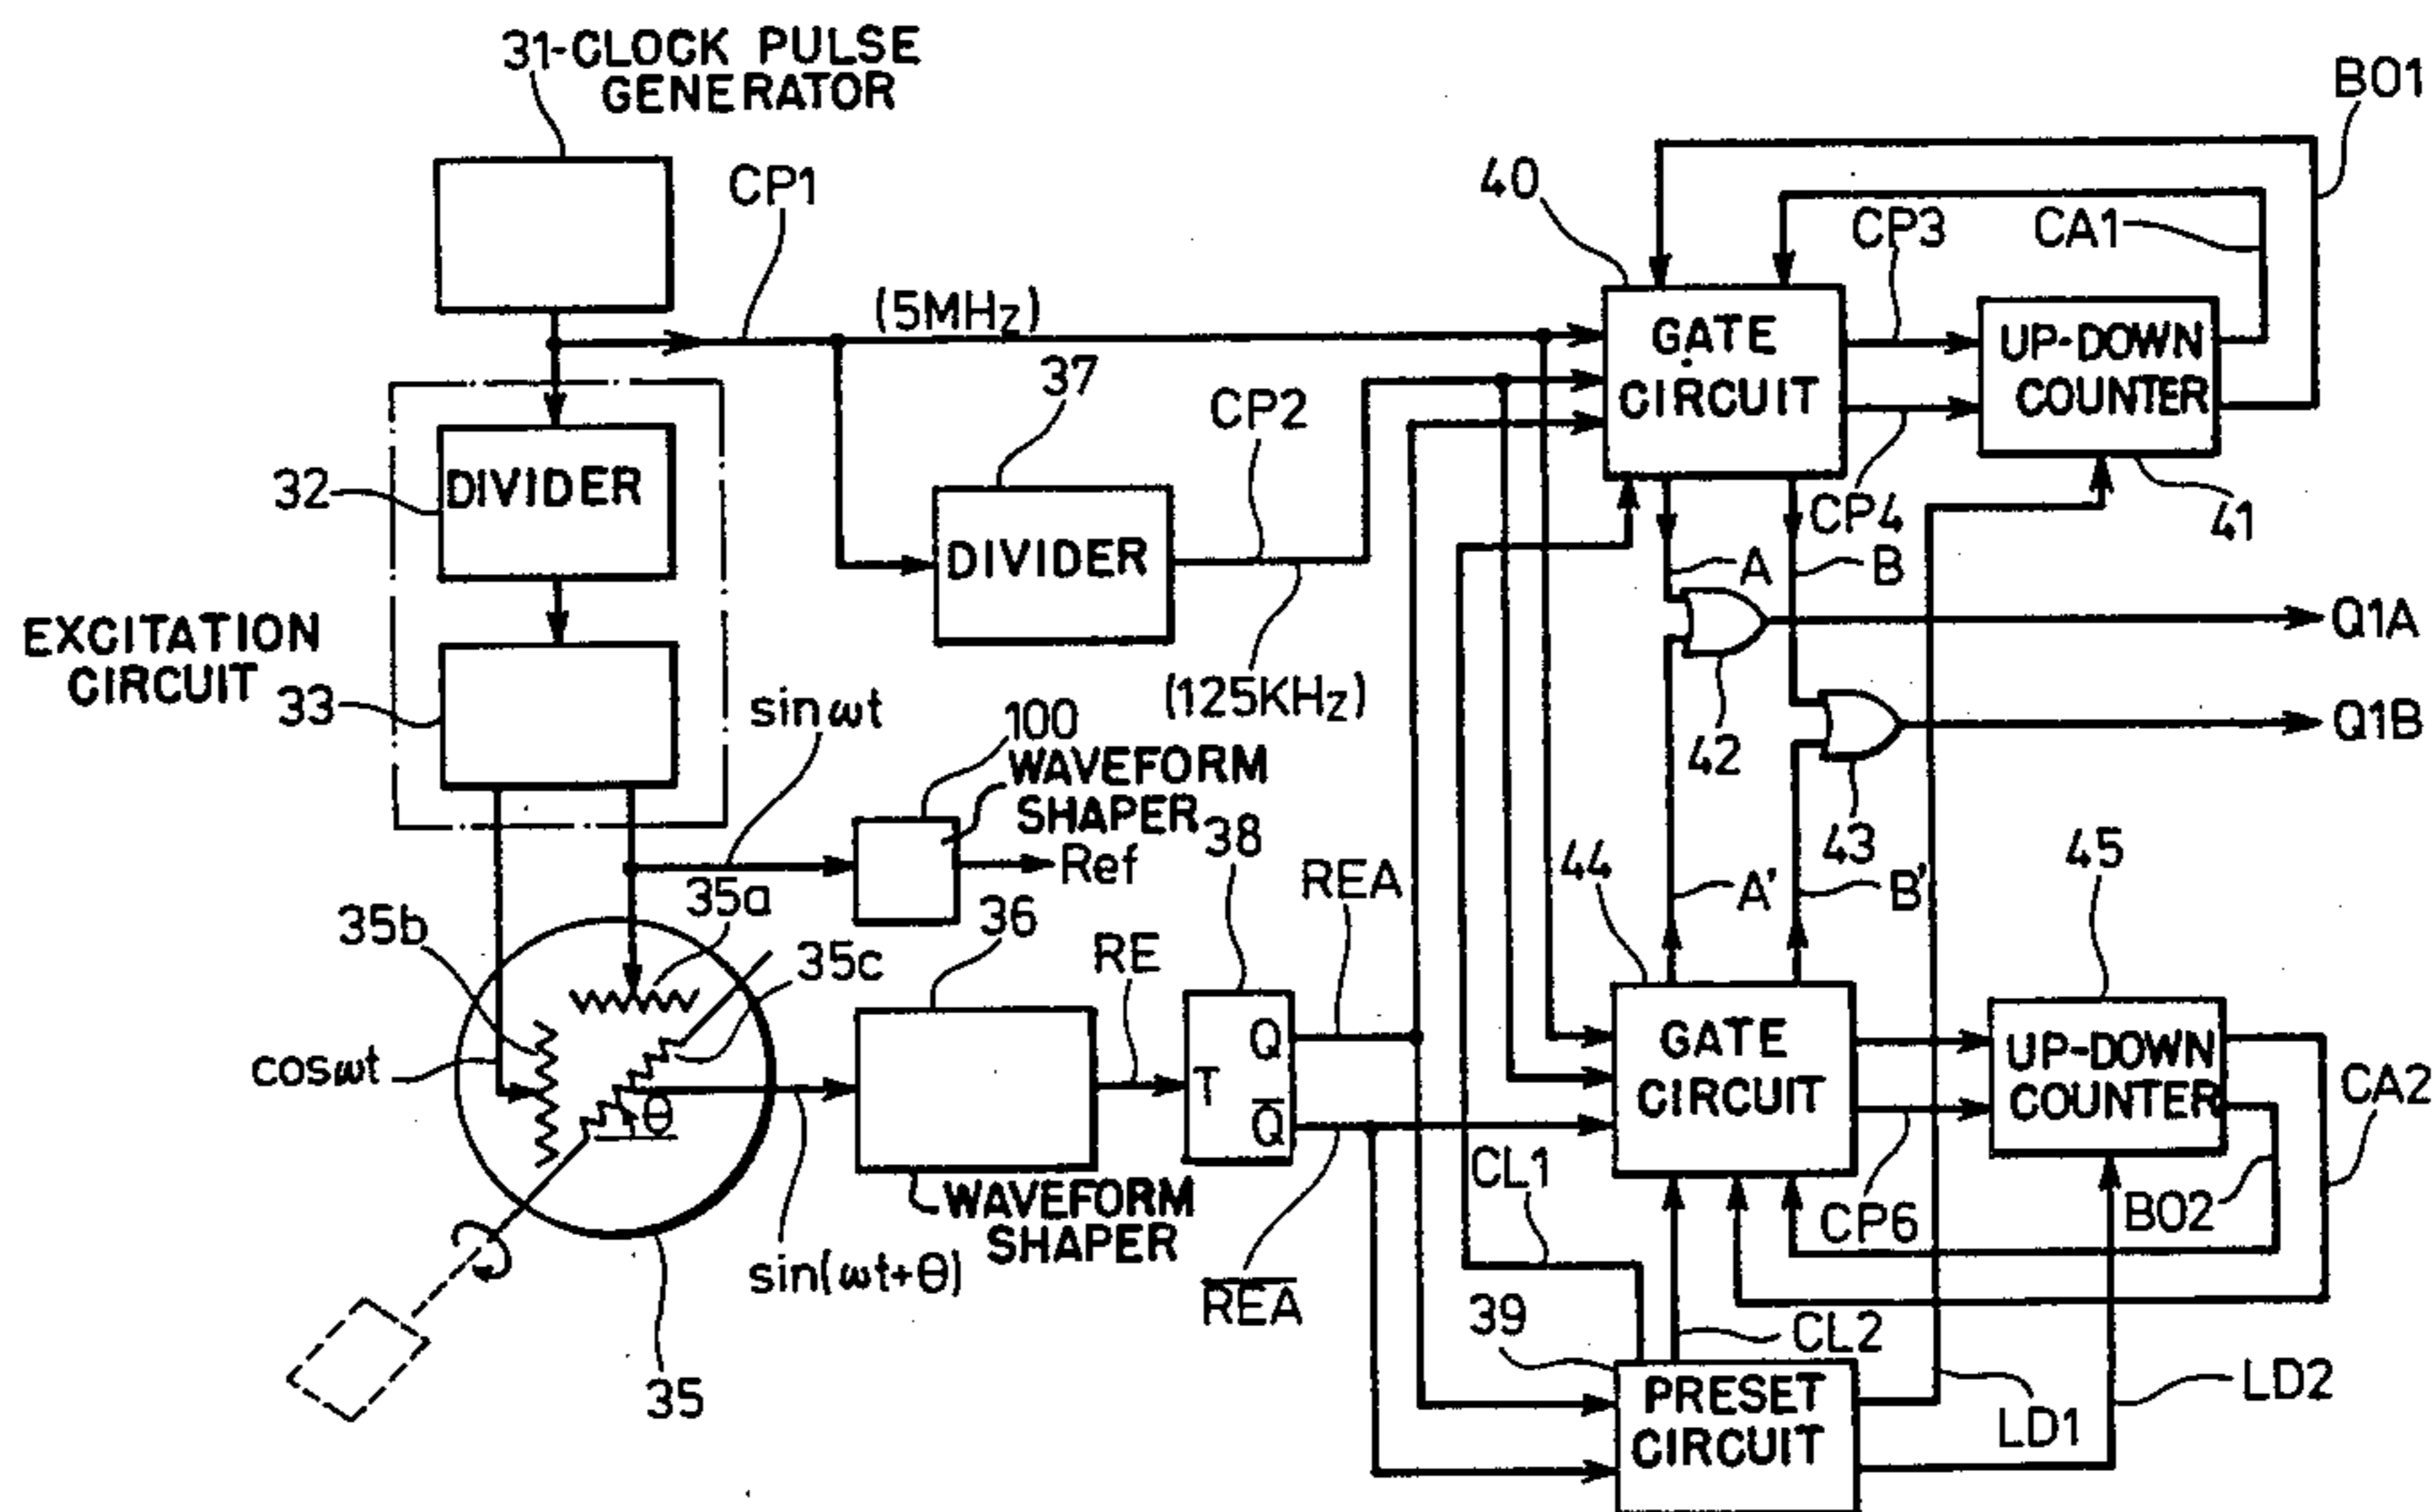 31-CLOCK PULSE
GENERATOR
CP1
(5MHz)
BO1
40
CP3
CA1
GATE
CIRCUIT
UP-DOWN
COUNTER
CP4
41
32
DIVIDER
37
CP2
DIVIDER
(125KHz)
EXCITATION
CIRCUIT
33
A
B
Q1A
42
Q1B
43
sinωt
100
WAVEFORM
SHAPER
Ref
38
35a
35b
35c
36
RE
REA
44
A'
B'
45
cosωt
θ
T
Q
Q̅
GATE
CIRCUIT
UP-DOWN
COUNTER
CA2
CL1
CP6
BO2
WAVEFORM
SHAPER
sin(ωt+θ)
R̅E̅A̅
35
39
CL2
PRESET
CIRCUIT
LD1
LD2